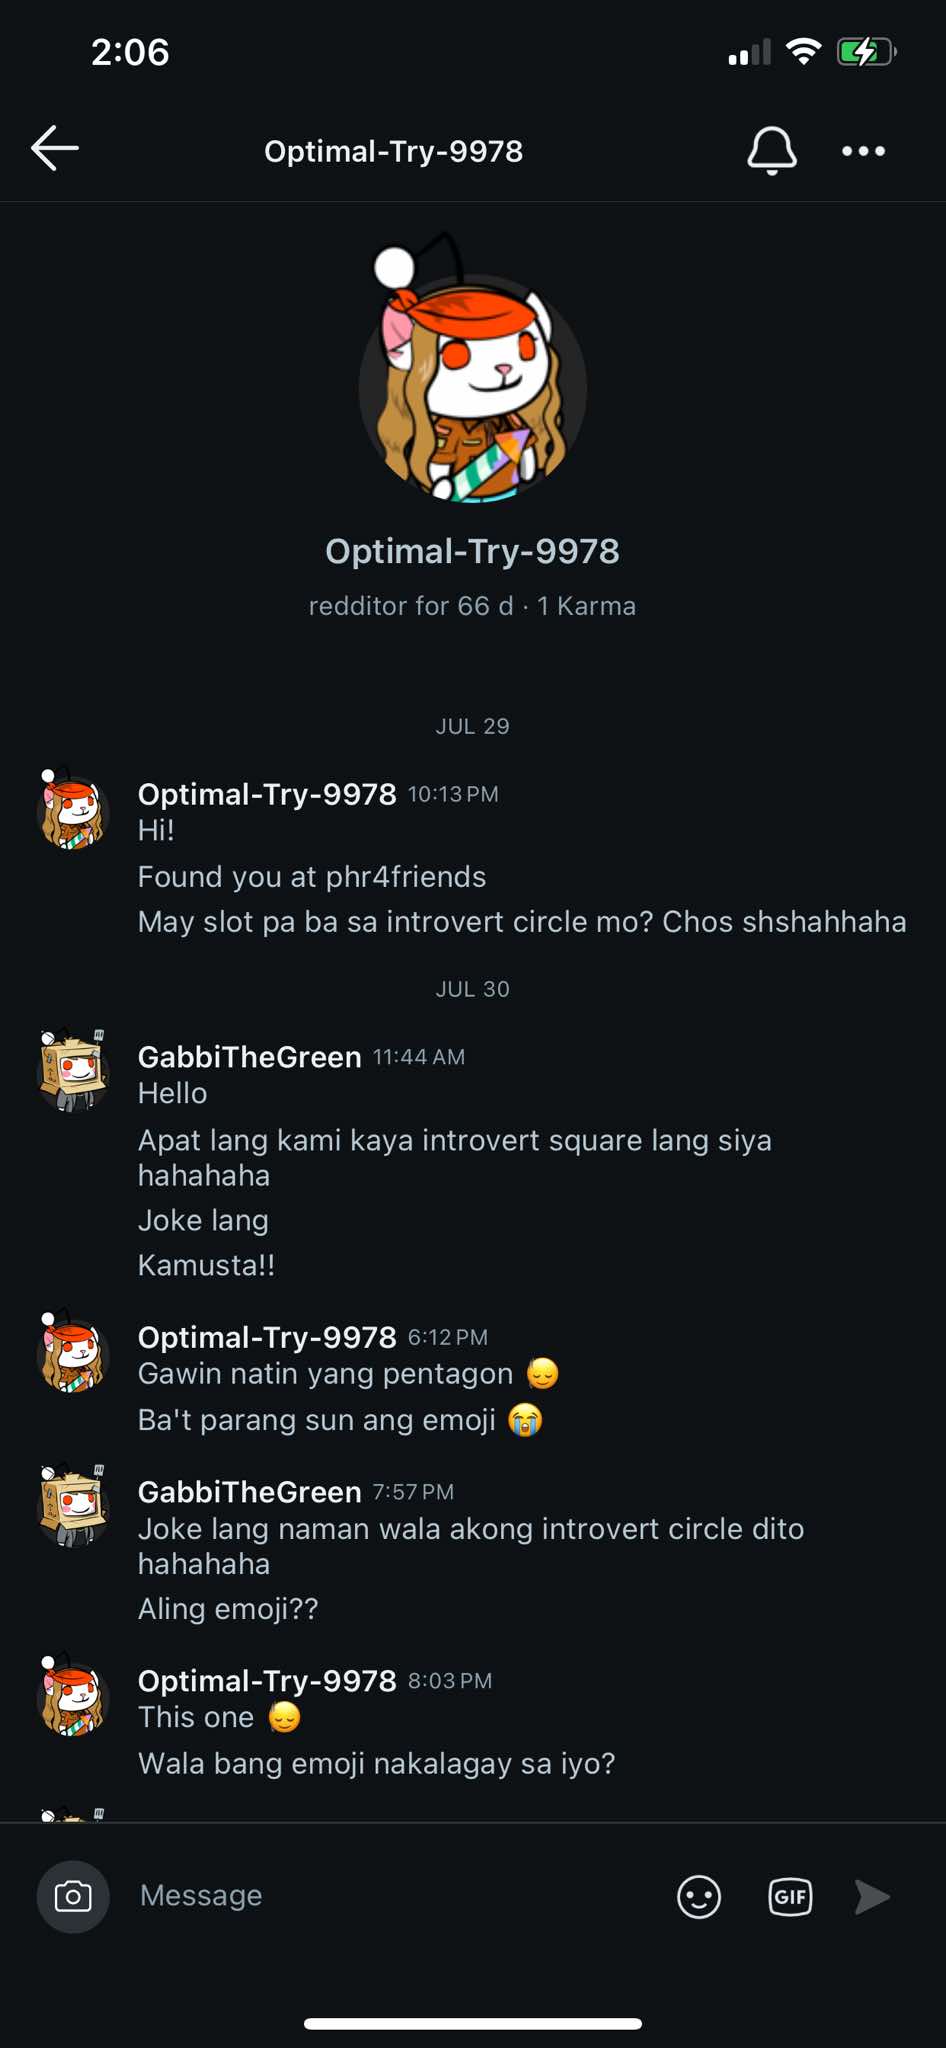 2:06
Optimal-Try-9978
Optimal-Try-9978
redditor for 66 d · 1 Karma
JUL 29
Optimal-Try-9978 10:13 PM
Hi!
Found you at phr4friends
May slot pa ba sa introvert circle mo? Chos shshahhaha
JUL 30
GabbiTheGreen 11:44 AM
Hello
Apat lang kami kaya introvert square lang siya
hahahaha
Joke lang
Kamusta!!
Optimal-Try-9978 6:12 PM
Gawin natin yang pentagon 🫡
Ba't parang sun ang emoji 😭
GabbiTheGreen 7:57 PM
Joke lang naman wala akong introvert circle dito
hahahaha
Aling emoji??
Optimal-Try-9978 8:03 PM
This one 🫡
Wala bang emoji nakalagay sa iyo?
Message
GIF